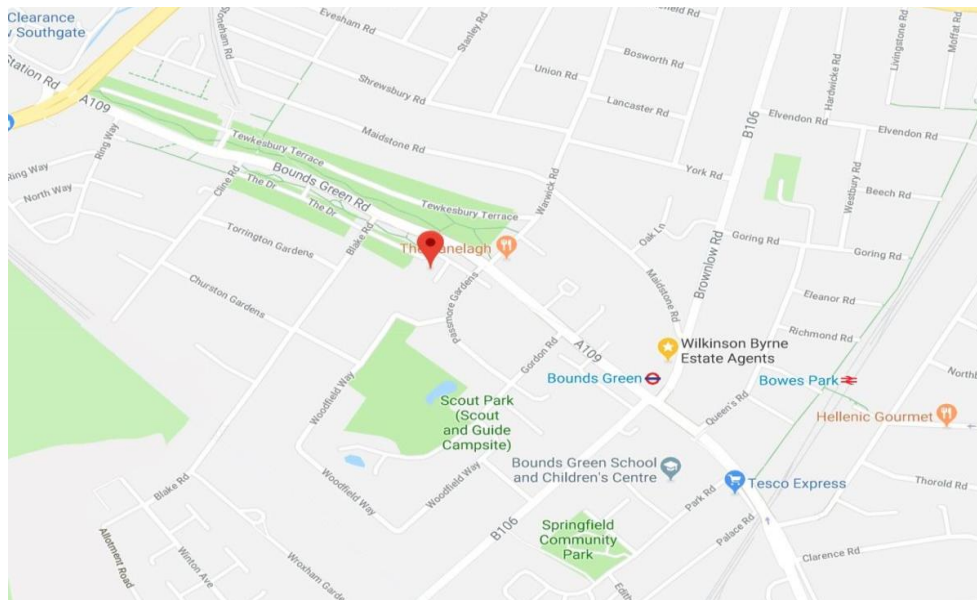 Clearance
Southgate
Evesham Rd
Stoneham Rd
Stanley Rd
Bosworth Rd
Livingstone Rd
Moffat Rd
Station Rd
A109
Shrewsbury Rd
Union Rd
Lancaster Rd
Hardwicke Rd
B106
Elvendon Rd
Elvendon Rd
Ring Way
Tewkesbury Terrace
Maidstone Rd
Ring Way
North Way
Cline Rd
The Dr
The Dr
Bounds Green Rd
York Rd
Westbury Rd
Beech Rd
Tewkesbury Terrace
Warwick Rd
Torrington Gardens
Blake Rd
Oak Ln
Goring Rd
Goring Rd
Brownlow Rd
Churston Gardens
Passmore Gardens
Maidstone Rd
Eleanor Rd
Richmond Rd
Gordon Rd
A109
Wilkinson Byrne
Estate Agents
Bounds Green
Bowes Park
Woodfield Way
Scout Park
(Scout
and Guide
Campsite)
Queen's Rd
Hellenic Gourmet
Bounds Green School
and Children's Centre
Woodfield Way
Woodfield Way
Blake Rd
Park Rd
Tesco Express
Thorold Rd
B106
Springfield
Community
Park
Palace Rd
Clarence Rd
Allotment Road
Winton Ave
Wroxham Gardens